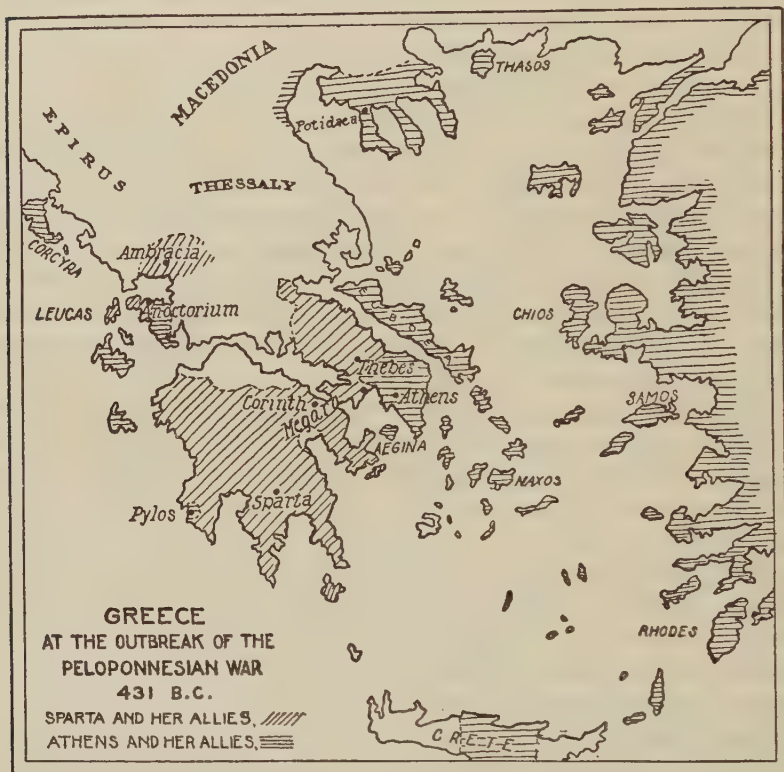 MACEDONIA
THASOS
EPIRUS
Potidaea
THESSALY
CORCYRA
Ambracia
LEUCAS
Anoctorium
CHIOS
Thebes
Corinth
Athens
SAMOS
Megara
AEGINA
NAXOS
Pylos
Sparta
GREECE
AT THE OUTBREAK OF THE
PELOPONNESIAN WAR
431 B.C.
RHODES
SPARTA AND HER ALLIES,
ATHENS AND HER ALLIES,
CRETE